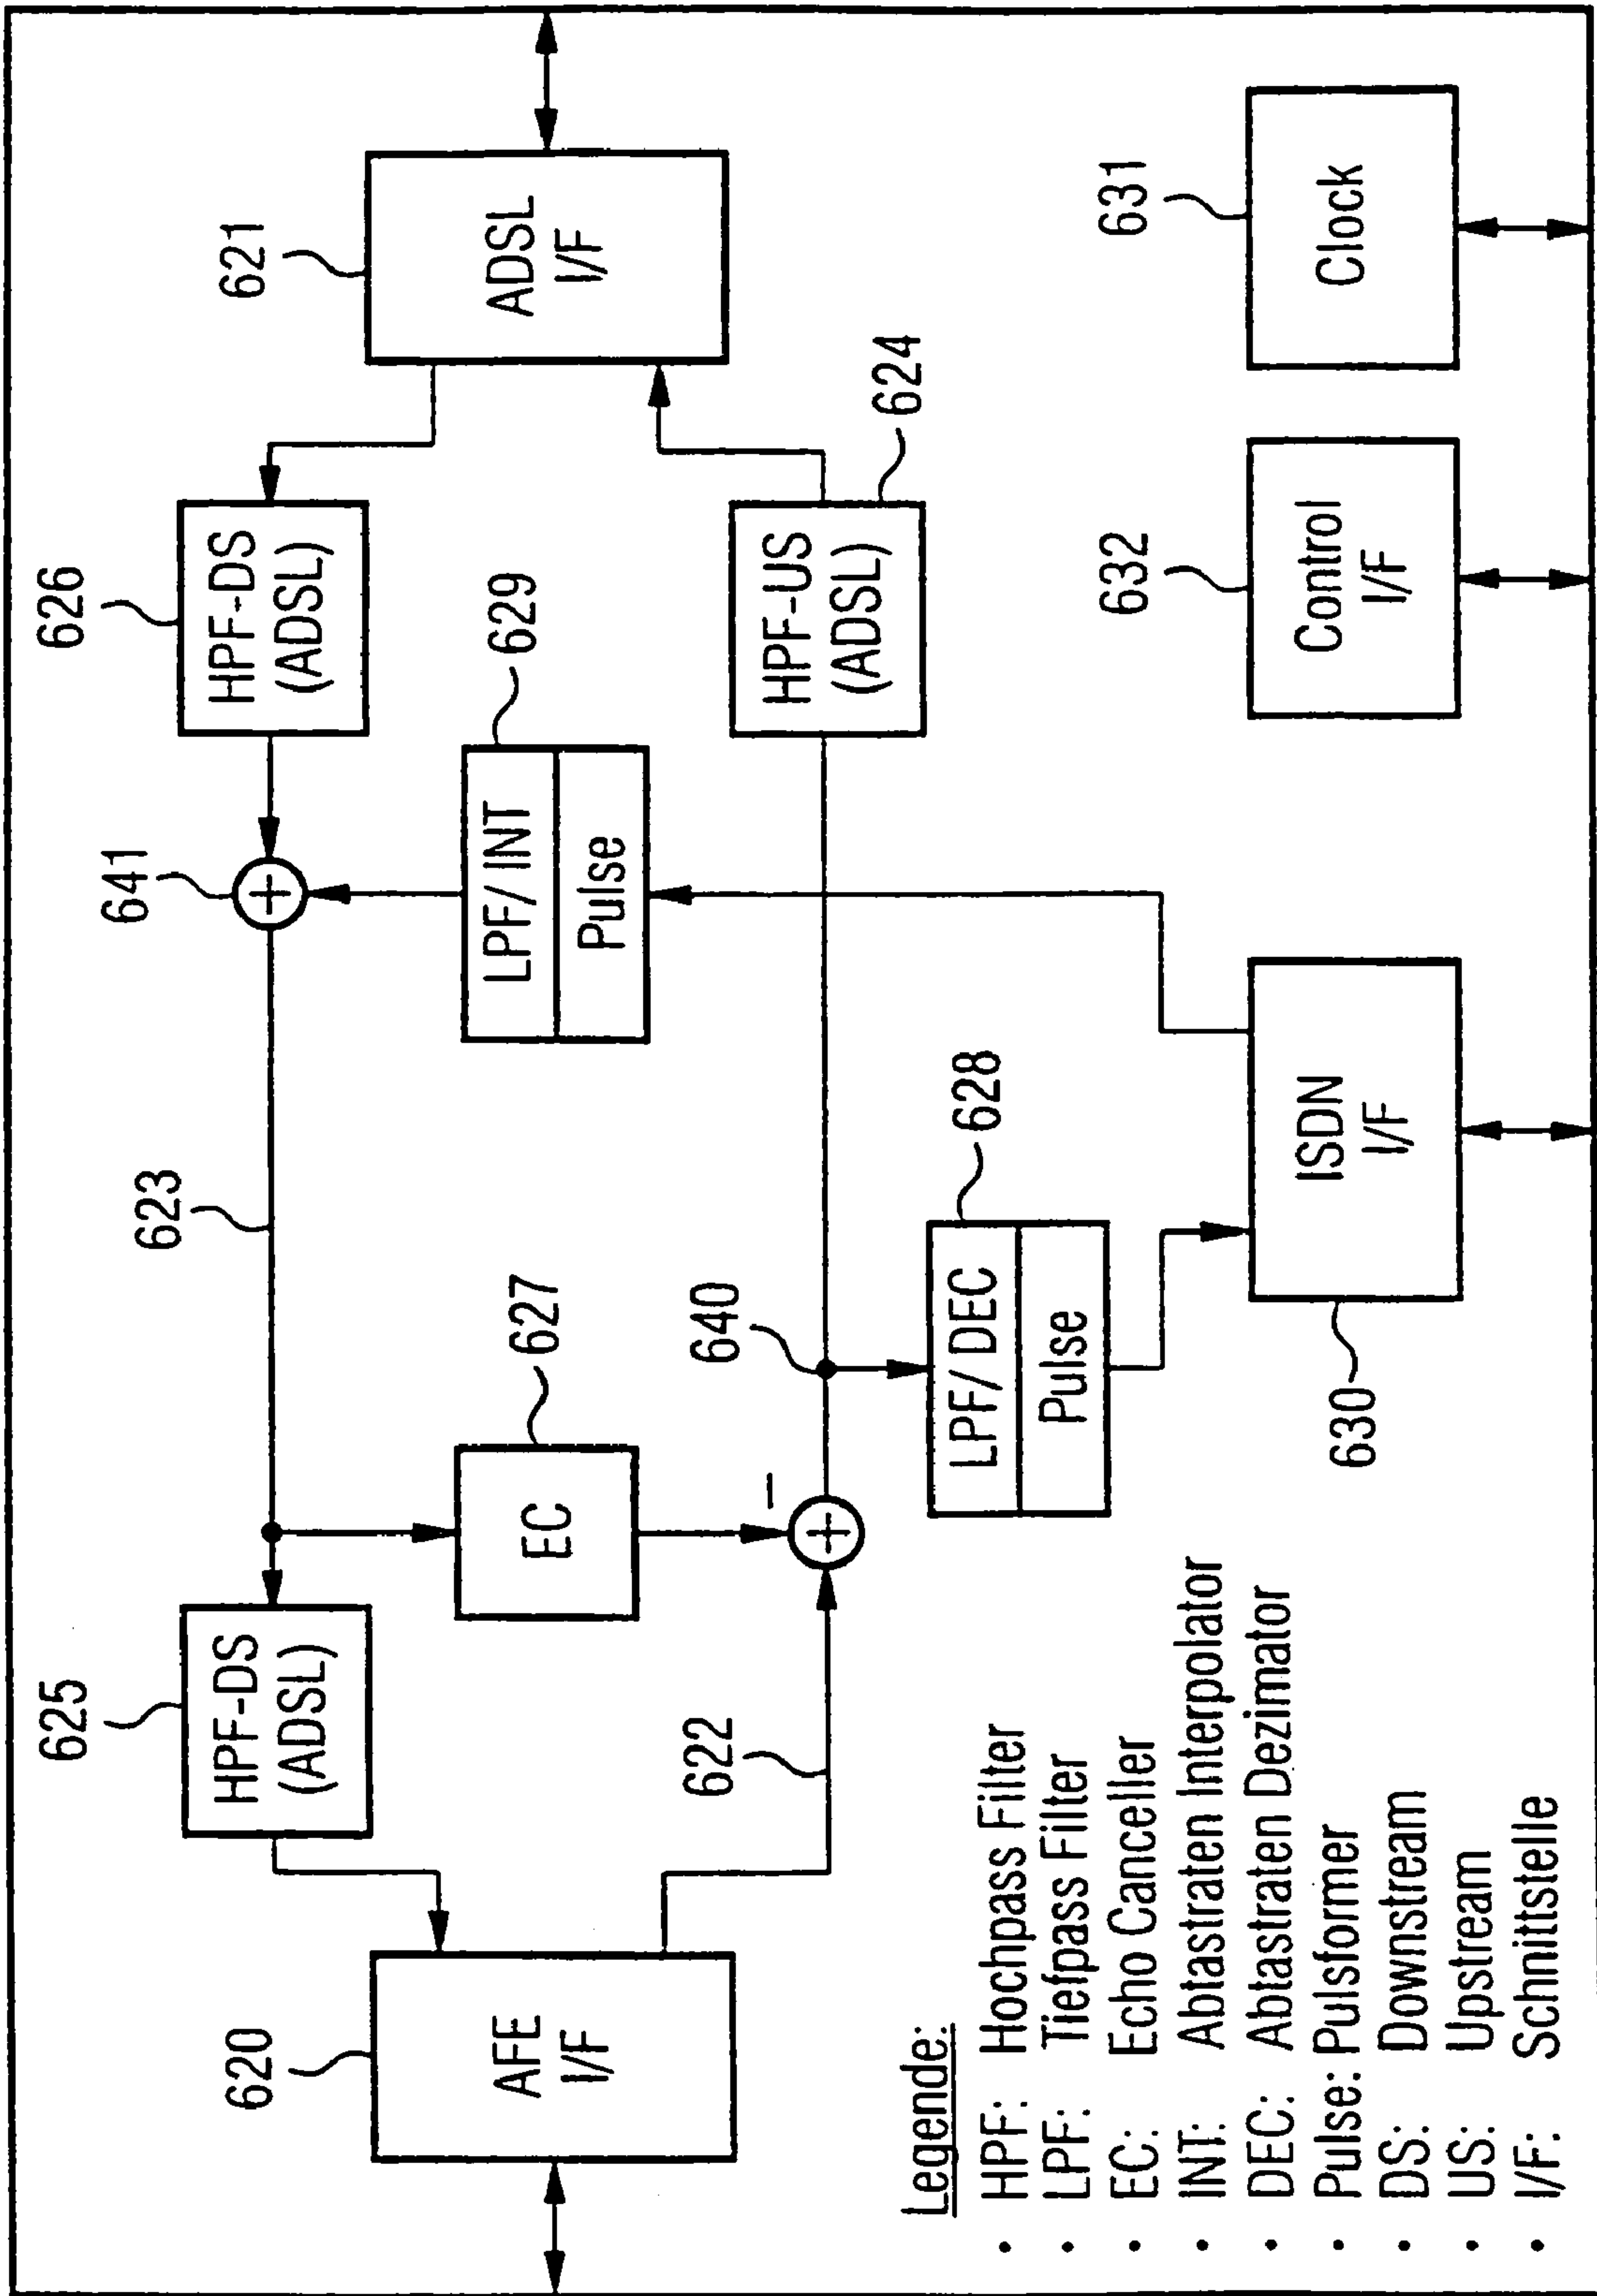 625
HPF-DS
(ADSL)
623
641
626
HPF-DS
(ADSL)
620
AFE
I/F
627
EC
629
LPF/ INT
Pulse
621
ADSL
I/F
622
–
640
624
HPF-US
(ADSL)
628
LPF/ DEC
Pulse
630
ISDN
I/F
632
Control
I/F
631
Clock
Legende:
• HPF: Hochpass Filter
• LPF: Tiefpass Filter
• EC: Echo Canceller
• INT: Abtastraten Interpolator
• DEC: Abtastraten Dezimator
• Pulse: Pulsformer
• DS: Downstream
• US: Upstream
• I/F: Schnittstelle